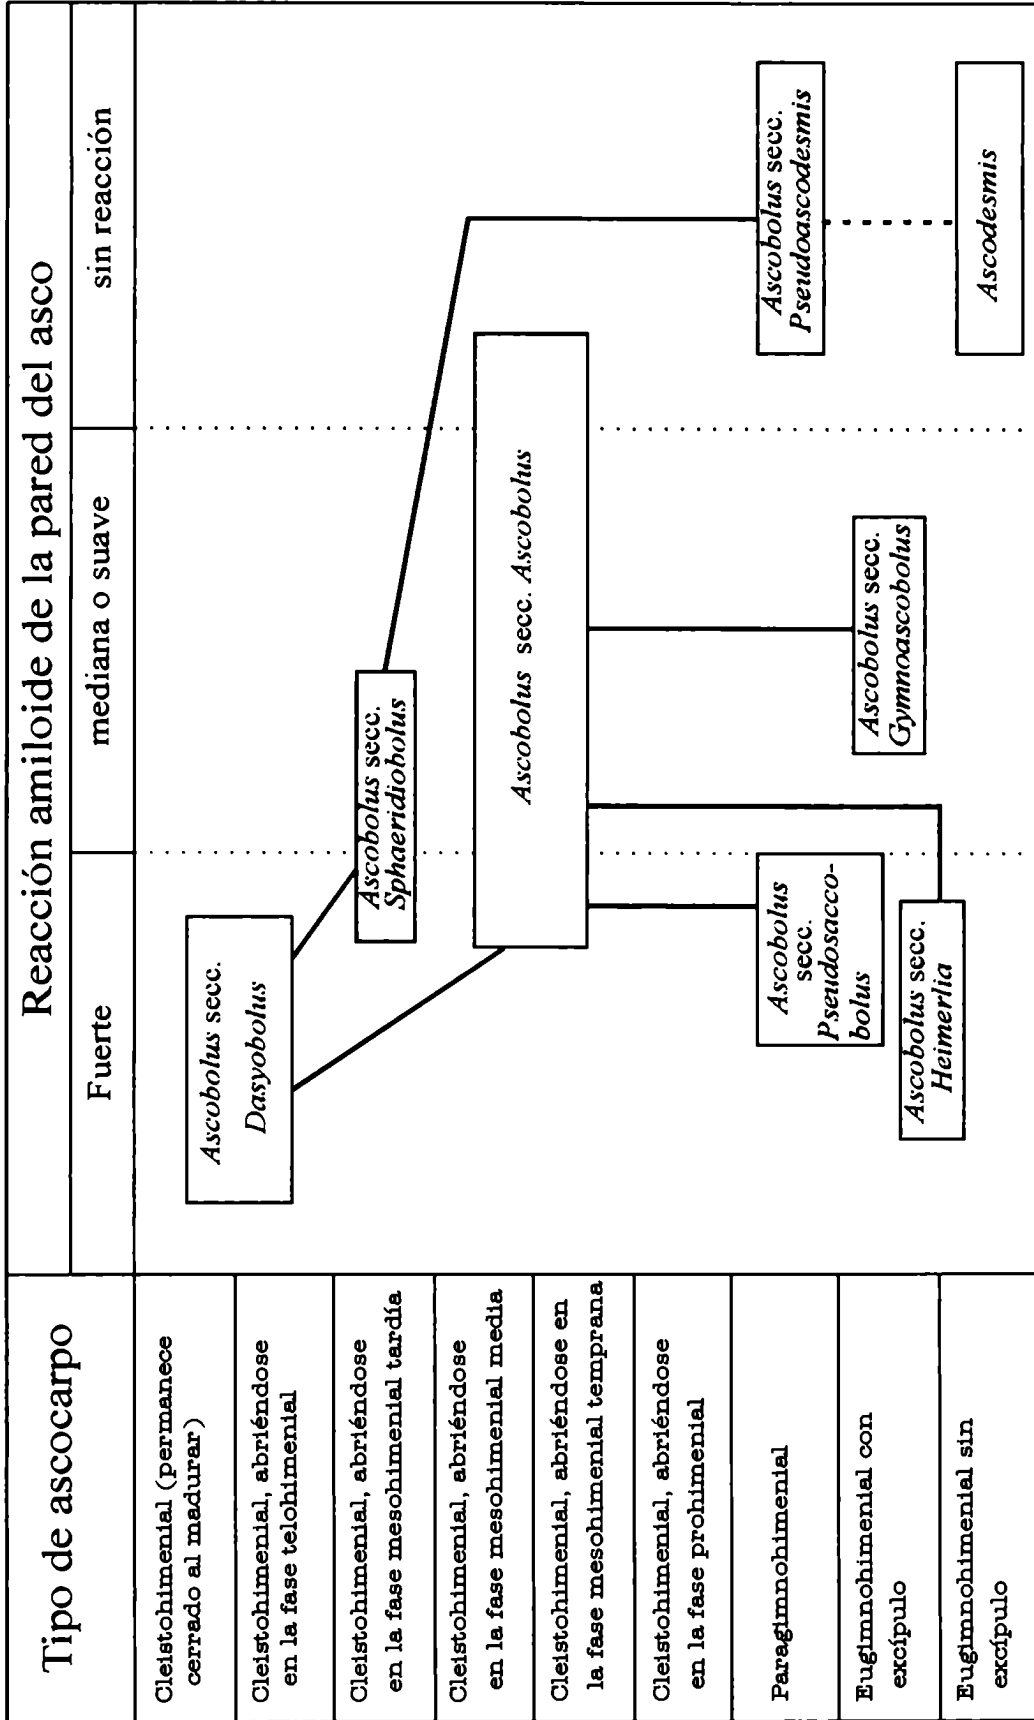 Tipo de ascocarpo
Reacción amiloide de la pared del asco
Fuerte
mediana o suave
sin reacción
Cleistohimenial (permanece
cerrado al madurar)
Cleistohimenial, abriéndose
en la fase telohimenial
Cleistohimenial, abriéndose
en la fase mesohimenial tardía
Cleistohimenial, abriéndose
en la fase mesohimenial media
Cleistohimenial, abriéndose en
la fase mesohimenial temprana
Cleistohimenial, abriéndose
en la fase prohimenial
Paragimnohimenial
Eugimnohimenial con
excípulo
Eugimnohimenial sin
excípulo
Ascobolus secc.
Dasyobolus
Ascobolus secc.
Sphaeridiobolus
Ascobolus secc. Ascobolus
Ascobolus
secc.
Pseudosacco-
bolus
Ascobolus secc.
Heimerlia
Ascobolus secc.
Gymnoascobolus
Ascobolus secc.
Pseudoascodesmis
Ascodesmis